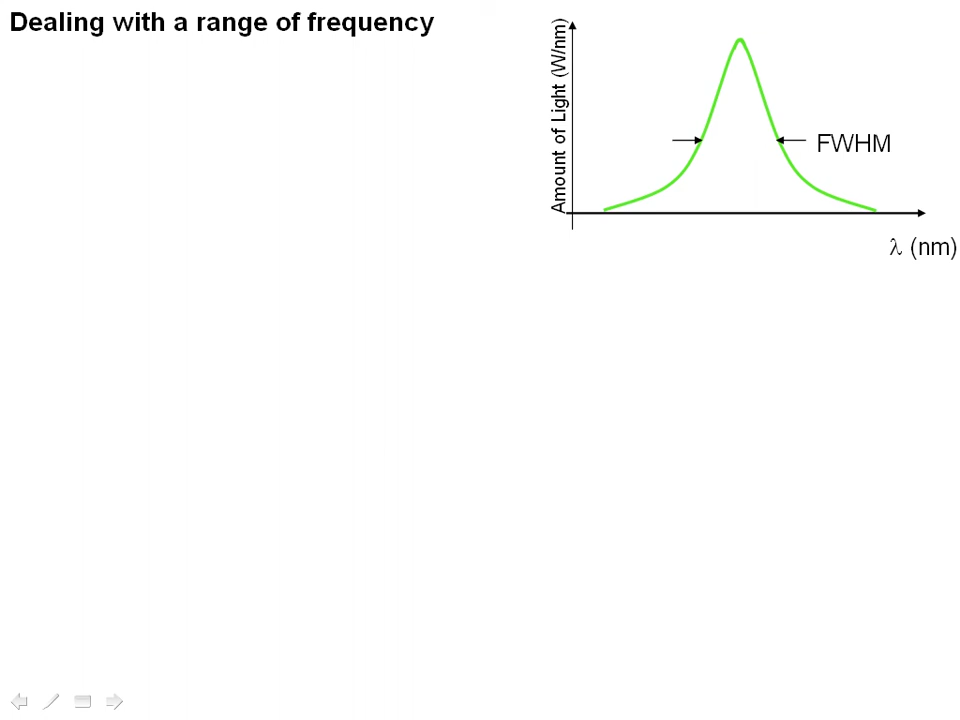 Dealing with a range of frequency
Amount of Light (W/nm)
FWHM
λ (nm)